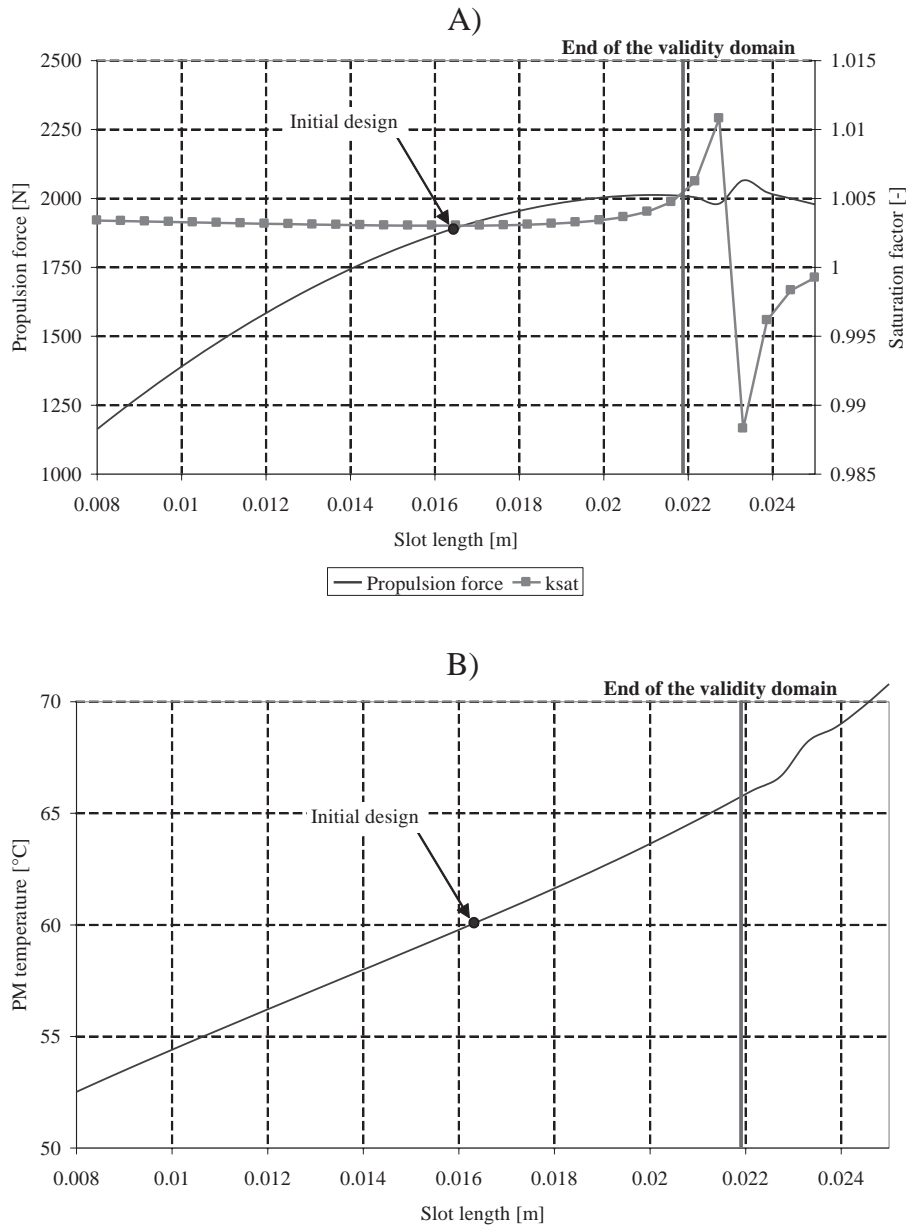 A)
End of the validity domain
2500
2250
2000
1750
1500
1250
1000
Propulsion force [N]
Initial design
1.015
1.01
1.005
1
0.995
0.99
0.985
Saturation factor [-]
0.008 0.01 0.012 0.014 0.016 0.018 0.02 0.022 0.024
Slot length [m]
Propulsion force ksat
B)
End of the validity domain
70
65
60
55
50
PM temperature [°C]
Initial design
0.008 0.01 0.012 0.014 0.016 0.018 0.02 0.022 0.024
Slot length [m]